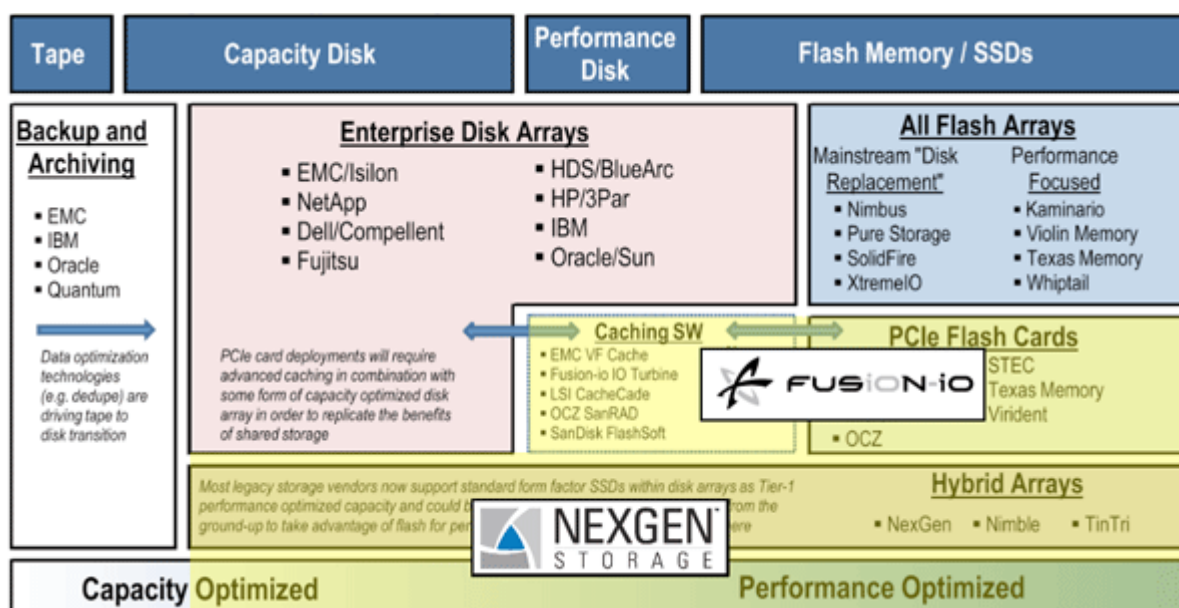 Tape
Capacity Disk
Performance
Disk
Flash Memory / SSDs
Backup and
Archiving
▪ EMC
▪ IBM
▪ Oracle
▪ Quantum
Data optimization
technologies
(e.g. dedupe) are
driving tape to
disk transition
Enterprise Disk Arrays
▪ EMC/Isilon
▪ NetApp
▪ Dell/Compellent
▪ Fujitsu
▪ HDS/BlueArc
▪ HP/3Par
▪ IBM
▪ Oracle/Sun
PCIe card deployments will require
advanced caching in combination with
some form of capacity optimized disk
array in order to replicate the benefits
of shared storage
All Flash Arrays
Mainstream "Disk
Replacement"
▪ Nimbus
▪ Pure Storage
▪ SolidFire
▪ XtremeIO
Performance
Focused
▪ Kaminario
▪ Violin Memory
▪ Texas Memory
▪ Whiptail
Caching SW
▪ EMC VF Cache
▪ Fusion-io IO Turbine
▪ LSI CacheCade
▪ OCZ SanRAD
▪ SanDisk FlashSoft
PCIe Flash Cards
FUSION-iO
STEC
Texas Memory
Virident
▪ OCZ
Most legacy storage vendors now support standard form factor SSDs within disk arrays as Tier-1
performance optimized capacity and could from the
ground-up to take advantage of flash for
Hybrid Arrays
▪ NexGen ▪ Nimble ▪ TinTri
NEXGEN
STORAGE
Capacity Optimized
Performance Optimized